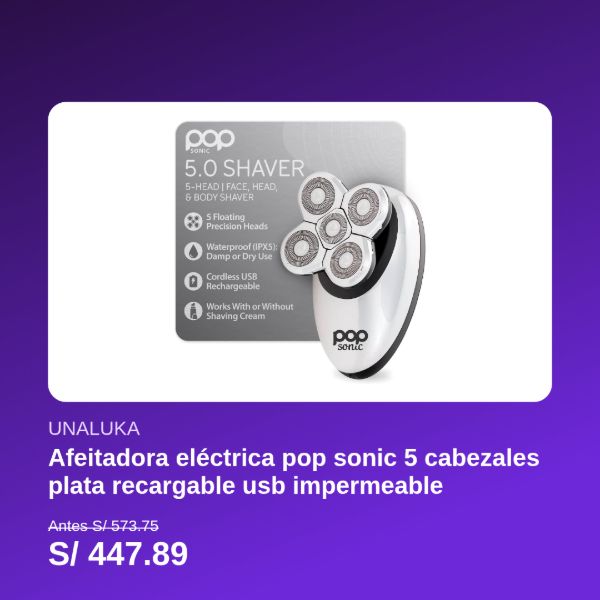 pop
SONIC
5.0 SHAVER
5-HEAD | FACE, HEAD,
& BODY SHAVER
5 Floating
Precision Heads
Waterproof (IPX5):
Damp or Dry Use
Cordless USB
Rechargeable
Works With or Without
Shaving Cream
pop
sonic
UNALUKA
Afeitadora eléctrica pop sonic 5 cabezales
plata recargable usb impermeable
Antes S/ 573.75
S/ 447.89